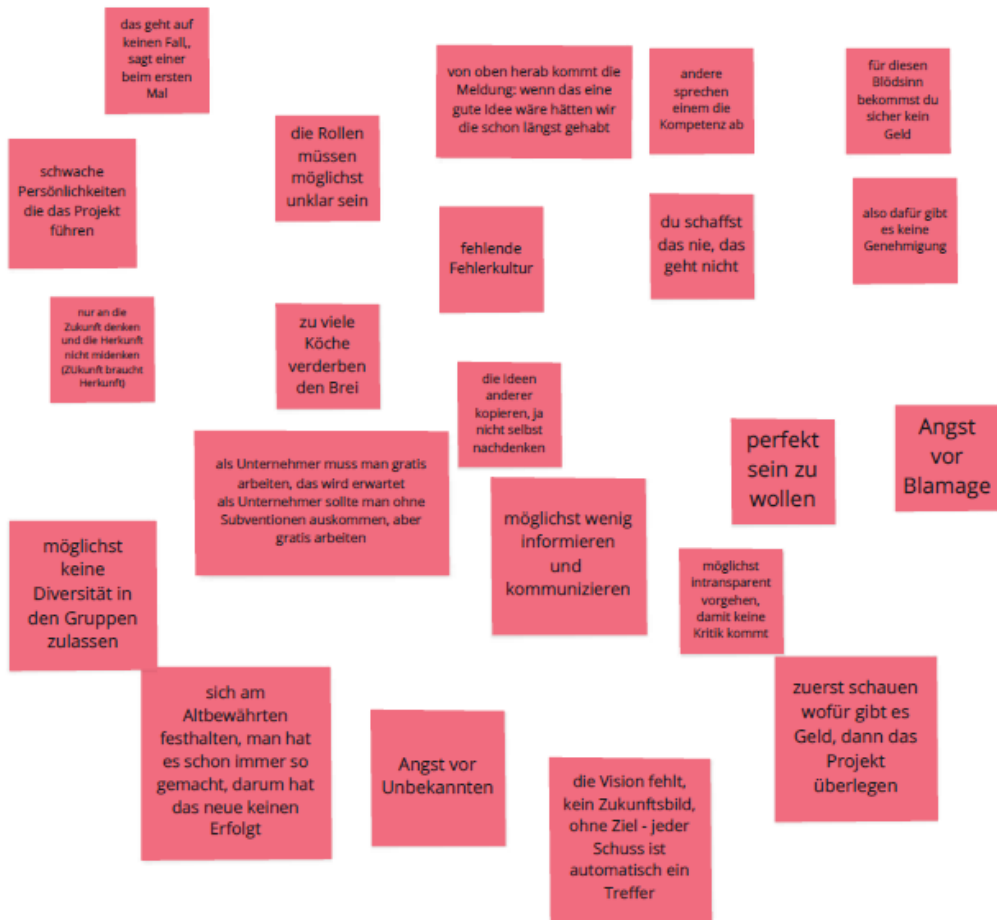 das geht auf
keinen Fall,,
sagt einer
beim ersten
Mal
von oben herab kommt die
Meldung: wenn das eine
gute Idee wäre hätten wir
die schon längst gehabt
andere
sprechen
einem die
Kompetenz ab
für diesen
Blödsinn
bekommst du
sicher kein
Geld
die Rollen
müssen
möglichst
unklar sein
schwache
Persönlichkeiten
die das Projekt
führen
fehlende
Fehlerkultur
du schaffst
das nie, das
geht nicht
also dafür gibt
es keine
Genehmigung
nur an die
Zukunft denken
und die Herkunft
nicht midenken
(ZUkunft braucht
Herkunft)
zu viele
Köche
verderben
den Brei
die Ideen
anderer
kopieren, ja
nicht selbst
nachdenken
perfekt
sein zu
wollen
Angst
vor
Blamage
als Unternehmer muss man gratis
arbeiten, das wird erwartet
als Unternehmer sollte man ohne
Subventionen auskommen, aber
gratis arbeiten
möglichst wenig
informieren
und
kommunizieren
möglichst
keine
Diversität in
den Gruppen
zulassen
möglichst
intransparent
vorgehen,
damit keine
Kritik kommt
sich am
Altbewährten
festhalten, man hat
es schon immer so
gemacht, darum hat
das neue keinen
Erfolgt
Angst vor
Unbekannten
die Vision fehlt,
kein Zukunftsbild,
ohne Ziel - jeder
Schuss ist
automatisch ein
Treffer
zuerst schauen
wofür gibt es
Geld, dann das
Projekt
überlegen